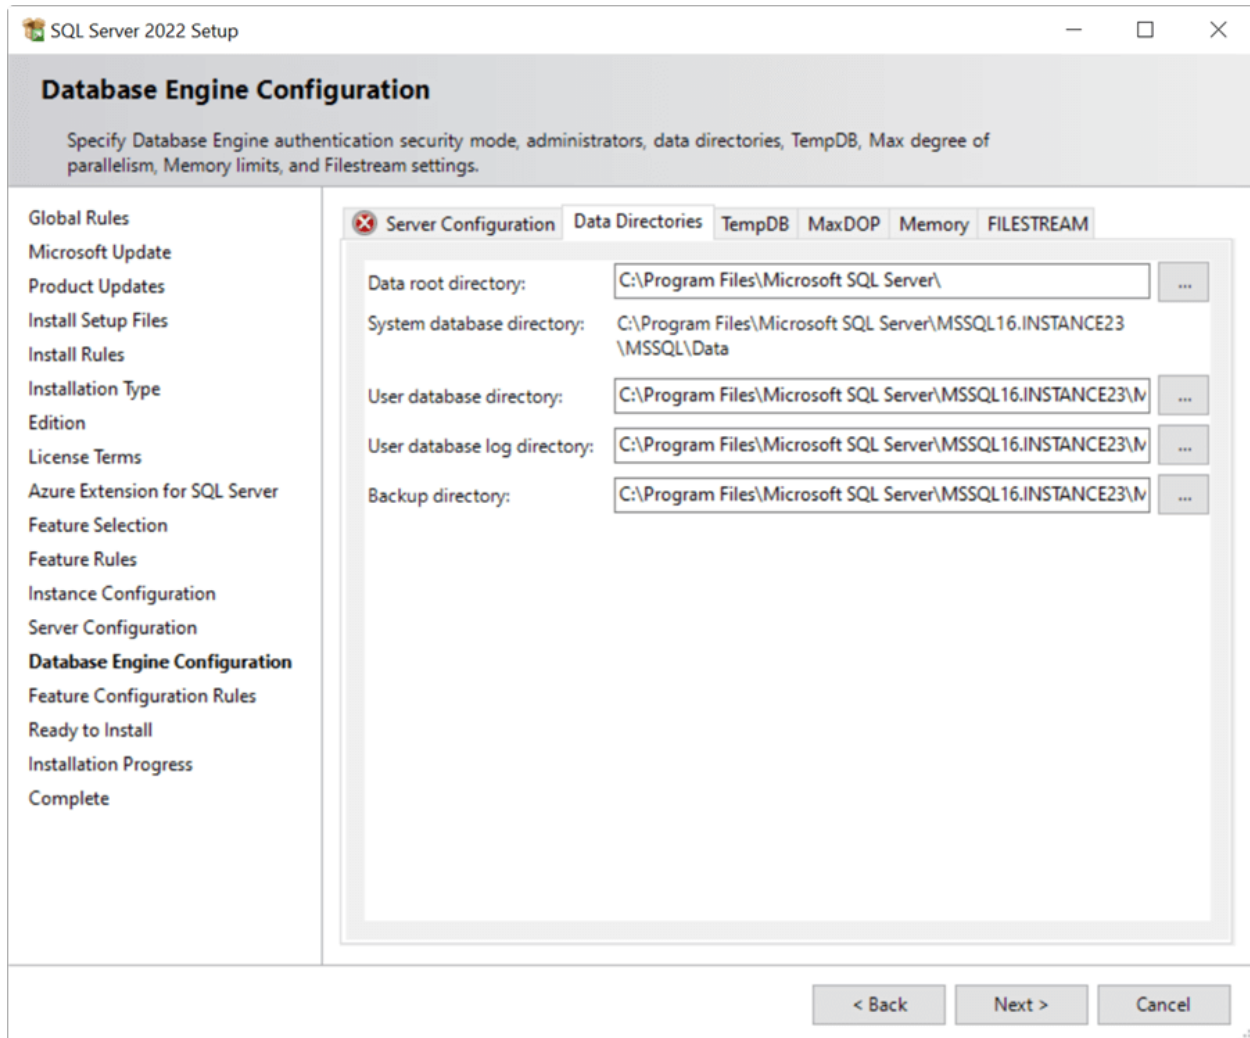 SQL Server 2022 Setup
Database Engine Configuration
Specify Database Engine authentication security mode, administrators, data directories, TempDB, Max degree of
parallelism, Memory limits, and Filestream settings.
Global Rules
Microsoft Update
Product Updates
Install Setup Files
Install Rules
Installation Type
Edition
License Terms
Azure Extension for SQL Server
Feature Selection
Feature Rules
Instance Configuration
Server Configuration
Database Engine Configuration
Feature Configuration Rules
Ready to Install
Installation Progress
Complete
Server Configuration Data Directories TempDB MaxDOP Memory FILESTREAM
Data root directory: C:\Program Files\Microsoft SQL Server\ ...
System database directory: C:\Program Files\Microsoft SQL Server\MSSQL16.INSTANCE23
\MSSQL\Data
User database directory: C:\Program Files\Microsoft SQL Server\MSSQL16.INSTANCE23\M ...
User database log directory: C:\Program Files\Microsoft SQL Server\MSSQL16.INSTANCE23\M ...
Backup directory: C:\Program Files\Microsoft SQL Server\MSSQL16.INSTANCE23\M ...
< Back Next > Cancel